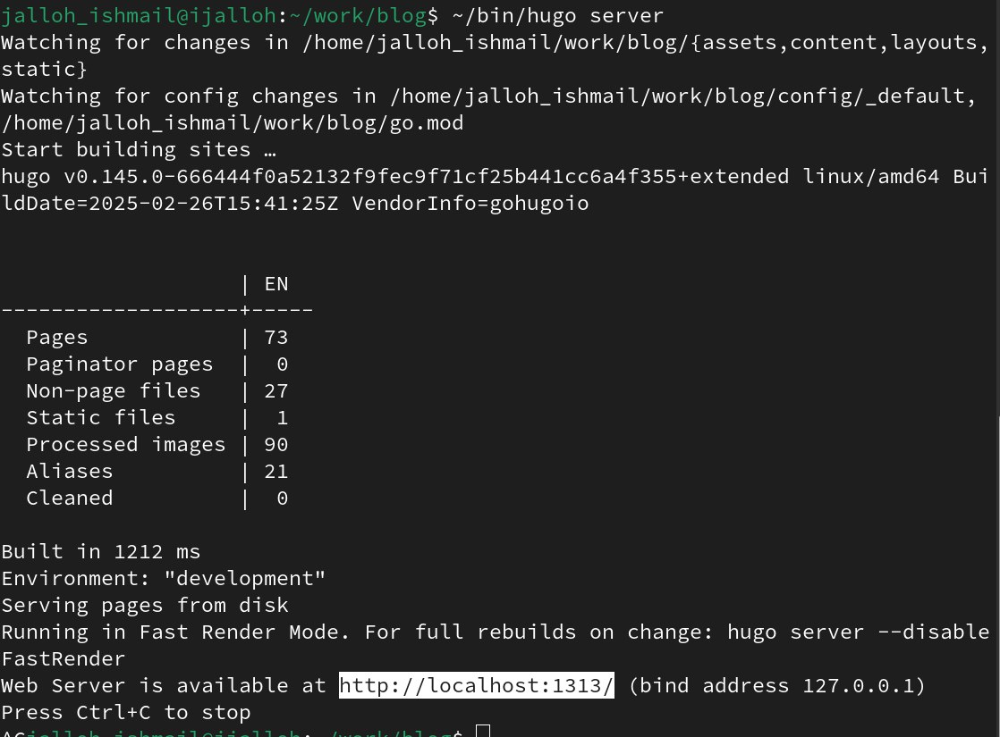 jalloh_ishmail@ijalloh:~/work/blog$ ~/bin/hugo server
Watching for changes in /home/jalloh_ishmail/work/blog/{assets,content,layouts,
static}
Watching for config changes in /home/jalloh_ishmail/work/blog/config/_default,
/home/jalloh_ishmail/work/blog/go.mod
Start building sites …
hugo v0.145.0-666444f0a52132f9fec9f71cf25b441cc6a4f355+extended linux/amd64 Bui
ldDate=2025-02-26T15:41:25Z VendorInfo=gohugoio
| EN
-------------------+-----
Pages | 73
Paginator pages | 0
Non-page files | 27
Static files | 1
Processed images | 90
Aliases | 21
Cleaned | 0
Built in 1212 ms
Environment: "development"
Serving pages from disk
Running in Fast Render Mode. For full rebuilds on change: hugo server --disable
FastRender
Web Server is available at http://localhost:1313/ (bind address 127.0.0.1)
Press Ctrl+C to stop
^Cjalloh_ishmail@ijalloh:~/work/blog$